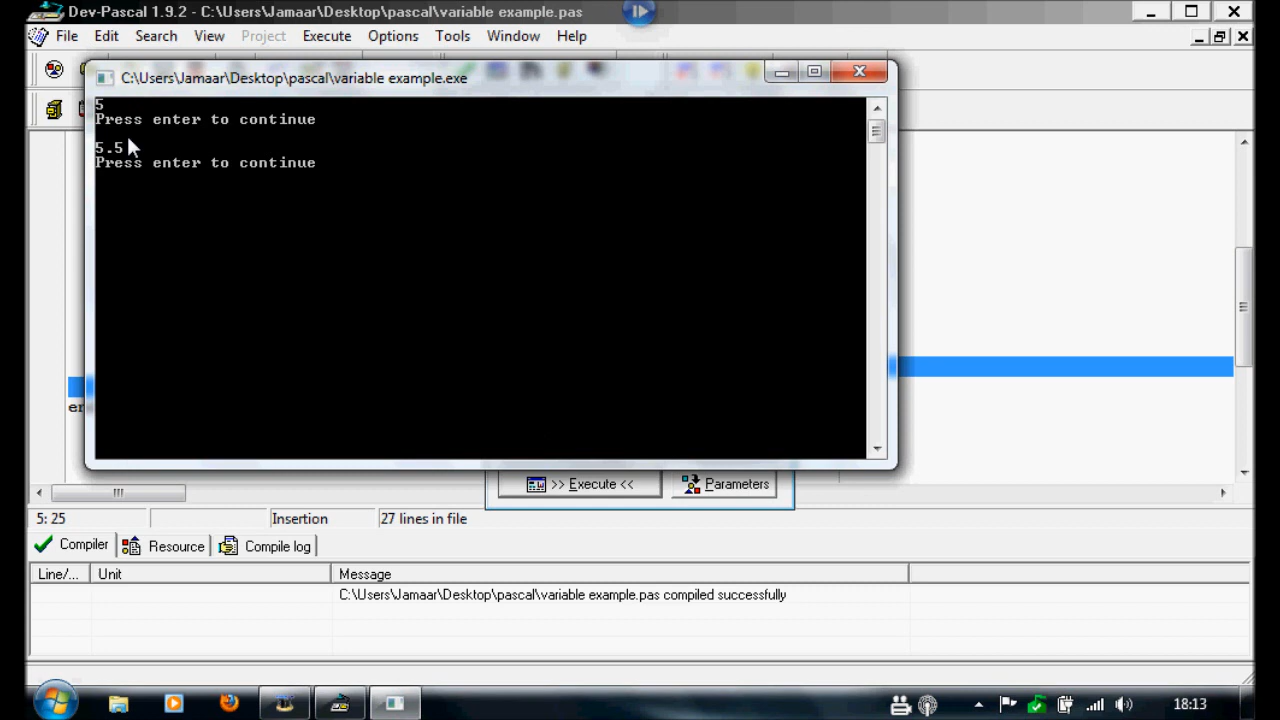 Dev-Pascal 1.9.2 - C:\Users\Jamaar\Desktop\pascal\variable example.pas
File Edit Search View Project Execute Options Tools Window Help
C:\Users\Jamaar\Desktop\pascal\variable example.exe
5
Press enter to continue
5.5
Press enter to continue
>> Execute << Parameters
5: 25 Insertion 27 lines in file
Compiler Resource Compile log
Line/... Unit Message
C:\Users\Jamaar\Desktop\pascal\variable example.pas compiled successfully
18:13